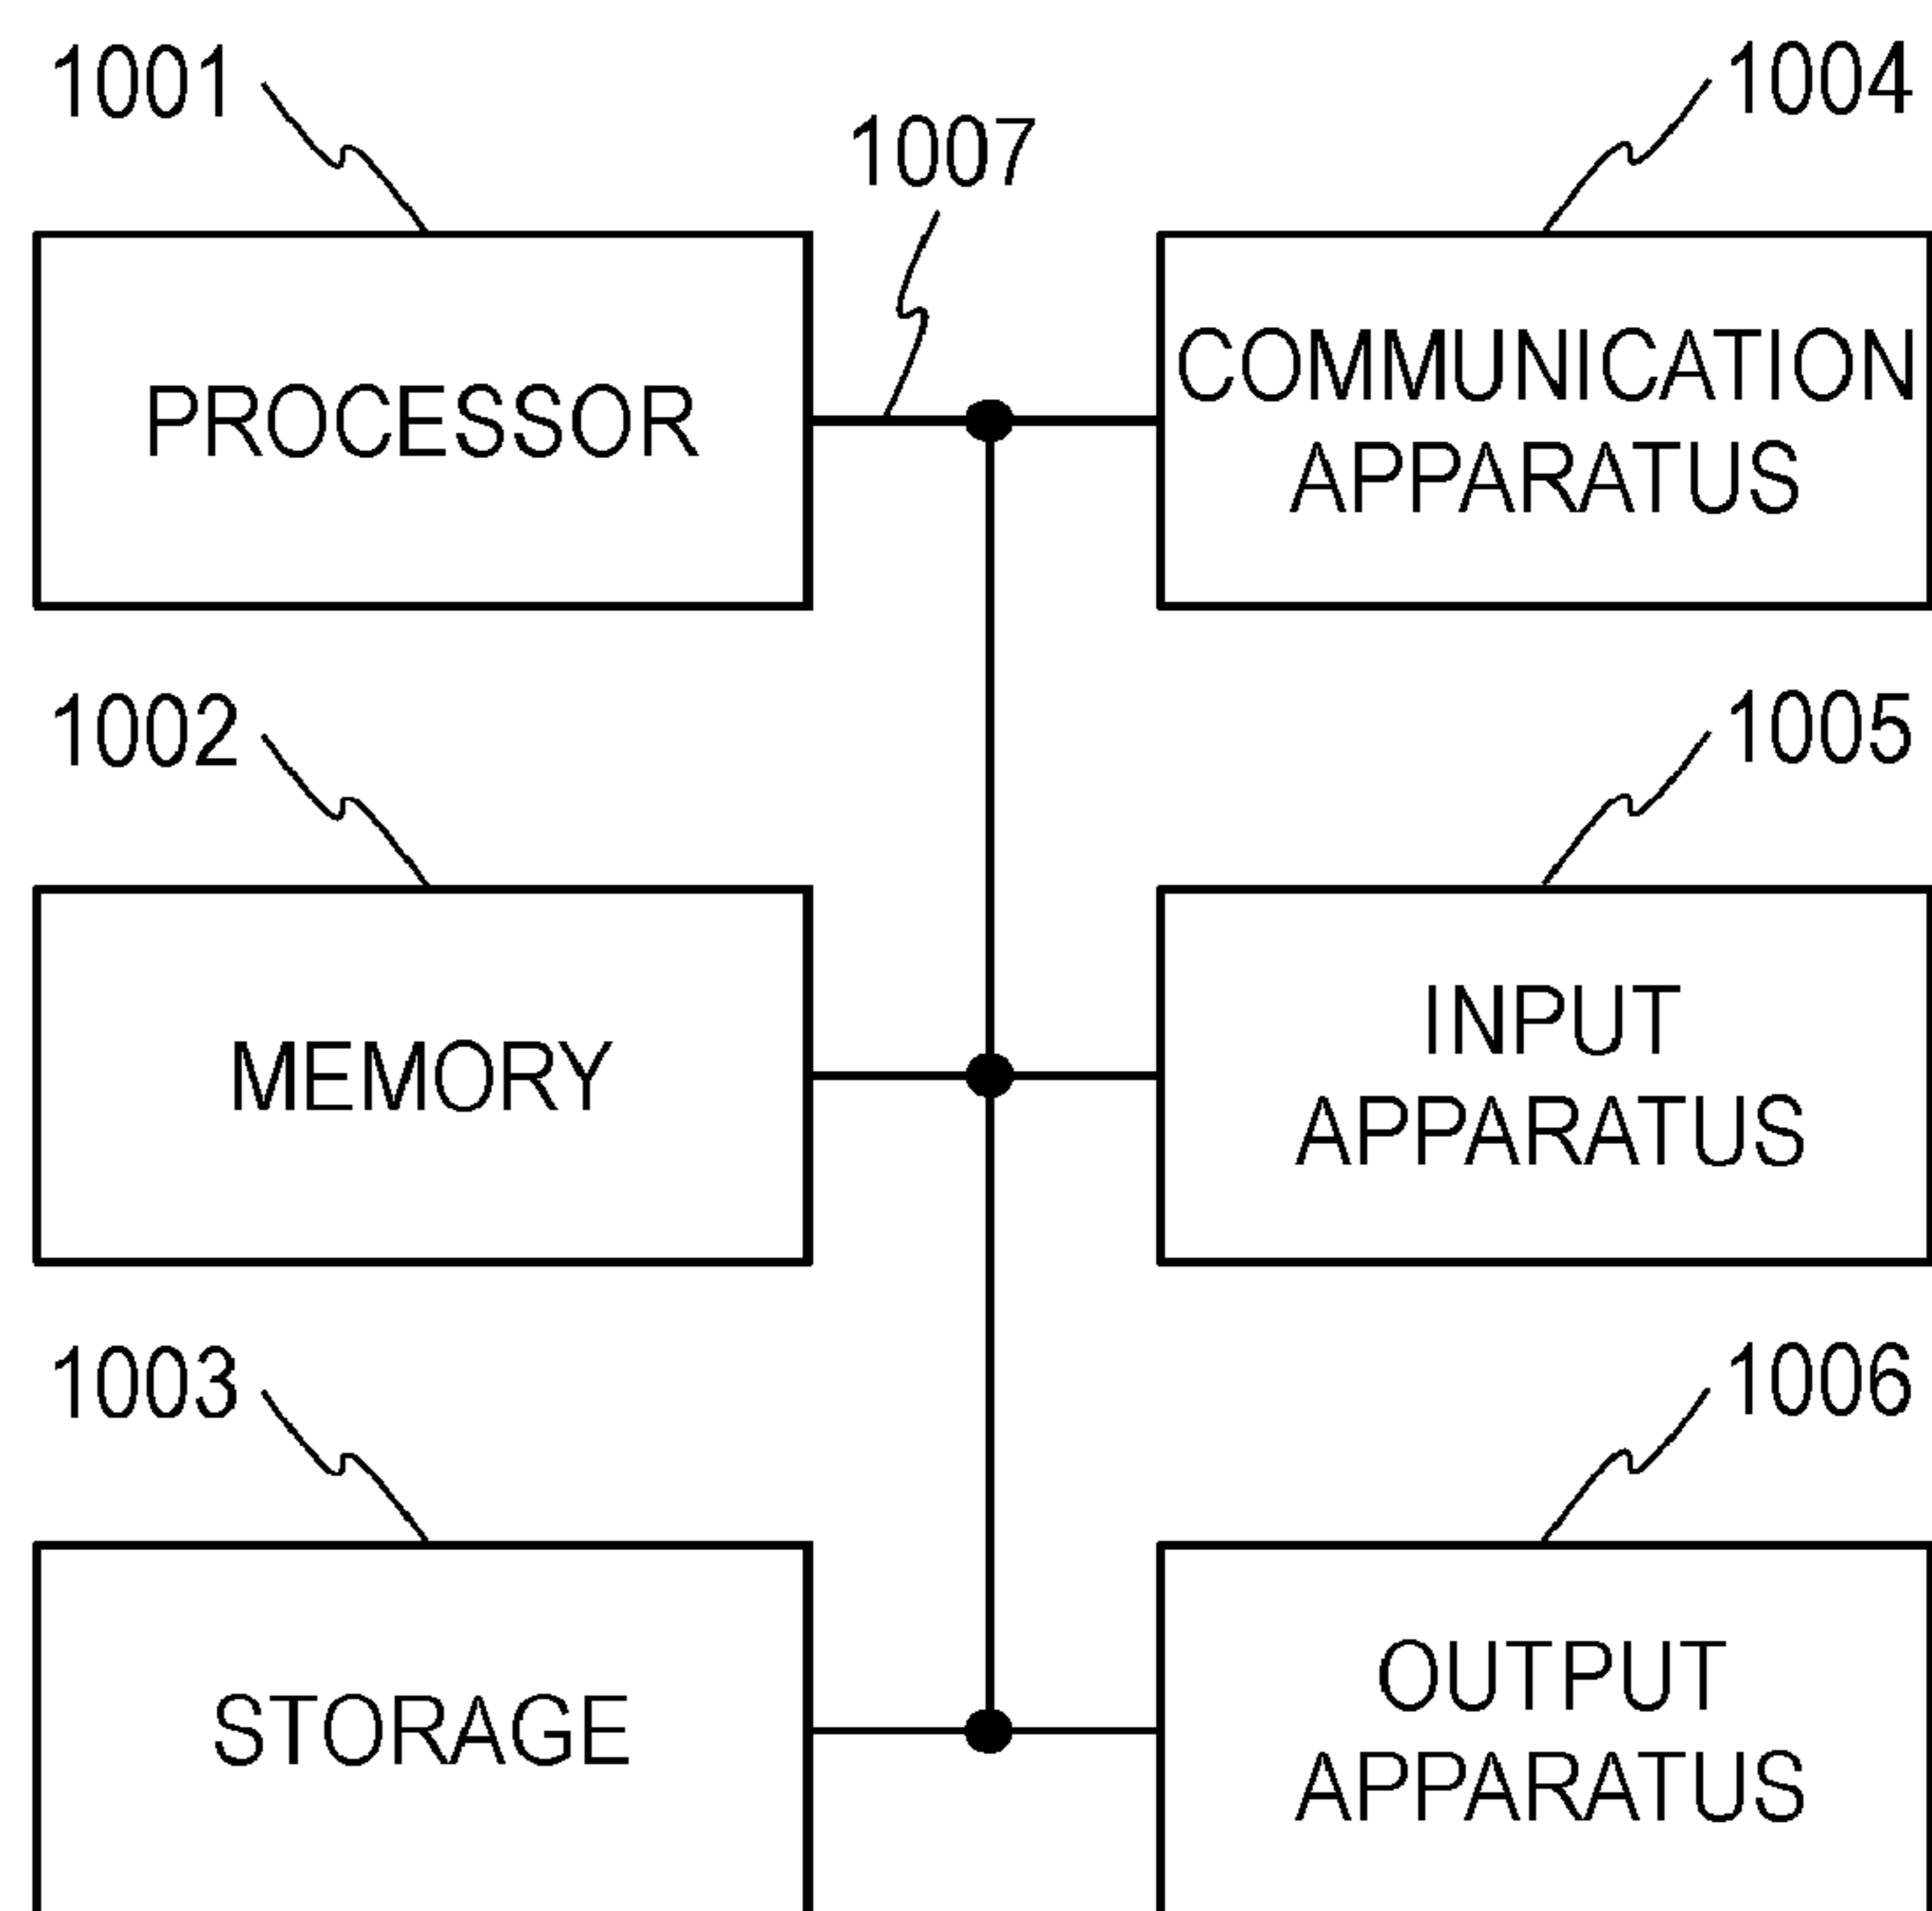 1001
1004
1007
PROCESSOR
COMMUNICATION
APPARATUS
1002
1005
MEMORY
INPUT
APPARATUS
1003
1006
STORAGE
OUTPUT
APPARATUS